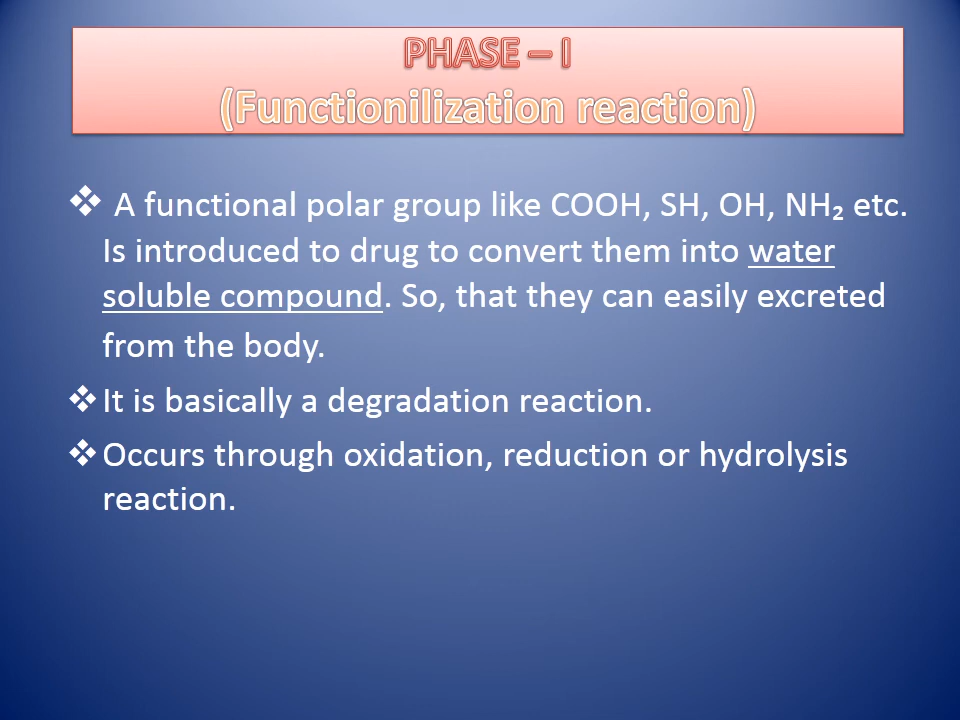 PHASE – I
(Functionilization reaction)
❖ A functional polar group like COOH, SH, OH, NH₂ etc.
Is introduced to drug to convert them into water
soluble compound. So, that they can easily excreted
from the body.
❖ It is basically a degradation reaction.
❖ Occurs through oxidation, reduction or hydrolysis
reaction.